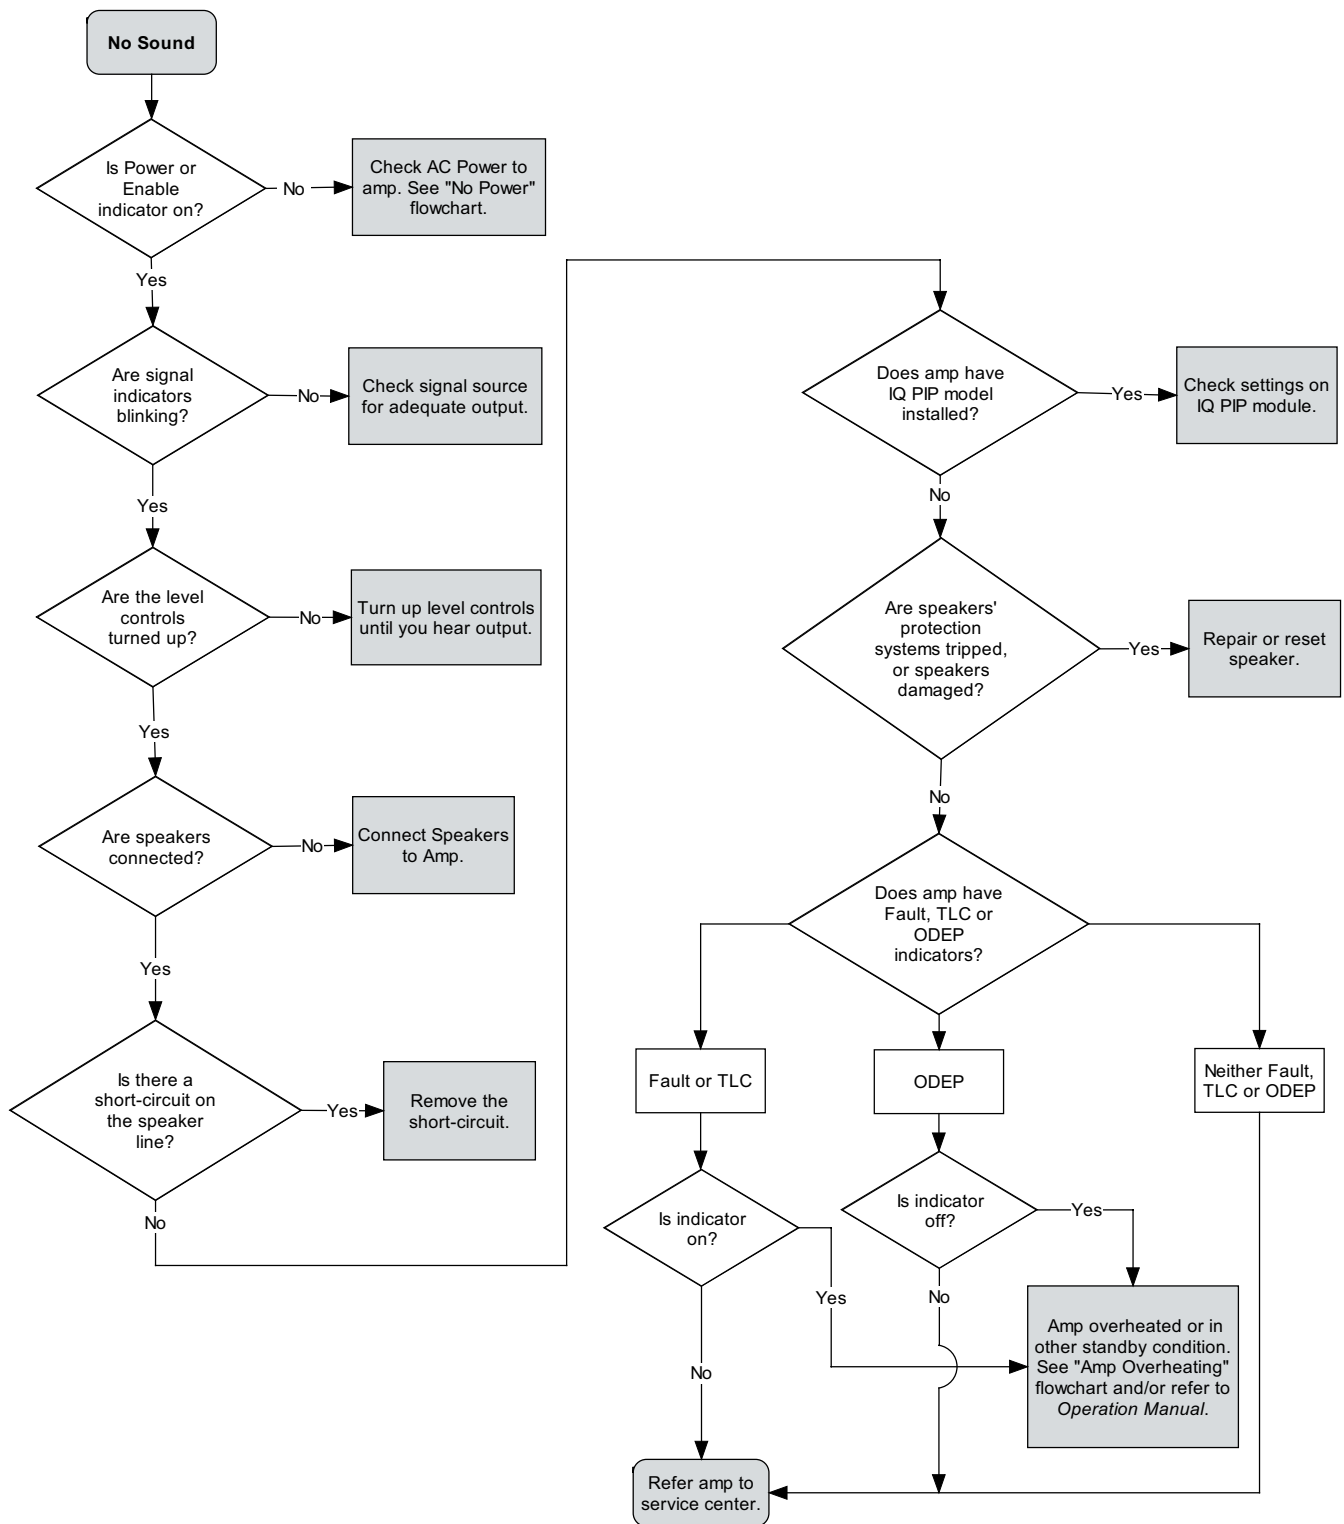 No Sound
Is Power or
Enable
indicator on?
No
Check AC Power to
amp. See "No Power"
flowchart.
Yes
Are signal
indicators
blinking?
No
Check signal source
for adequate output.
Yes
Are the level
controls
turned up?
No
Turn up level controls
until you hear output.
Yes
Are speakers
connected?
No
Connect Speakers
to Amp.
Yes
Is there a
short-circuit on
the speaker
line?
Yes
Remove the
short-circuit.
No
Does amp have
IQ PIP model
installed?
Yes
Check settings on
IQ PIP module.
No
Are speakers'
protection
systems tripped,
or speakers
damaged?
Yes
Repair or reset
speaker.
No
Does amp have
Fault, TLC or
ODEP
indicators?
Fault or TLC
ODEP
Neither Fault,
TLC or ODEP
Is indicator
on?
Yes
No
Is indicator
off?
Yes
No
Amp overheated or in
other standby condition.
See "Amp Overheating"
flowchart and/or refer to
Operation Manual.
Refer amp to
service center.